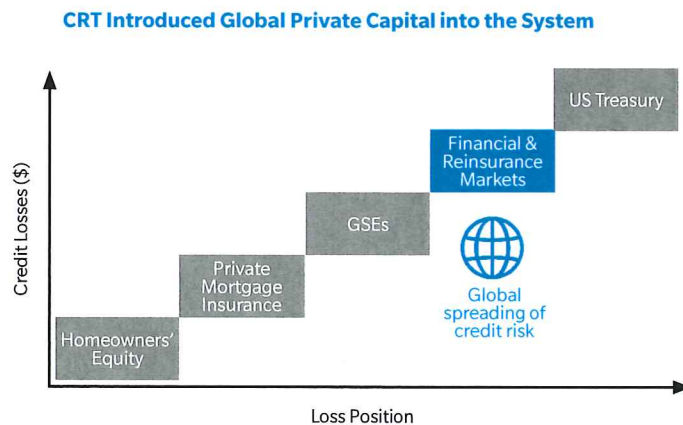 CRT Introduced Global Private Capital into the System
US Treasury
Financial &
Reinsurance
Markets
GSEs
Private
Mortgage
Insurance
Global
spreading of
credit risk
Homeowners'
Equity
Credit Losses ($)
Loss Position